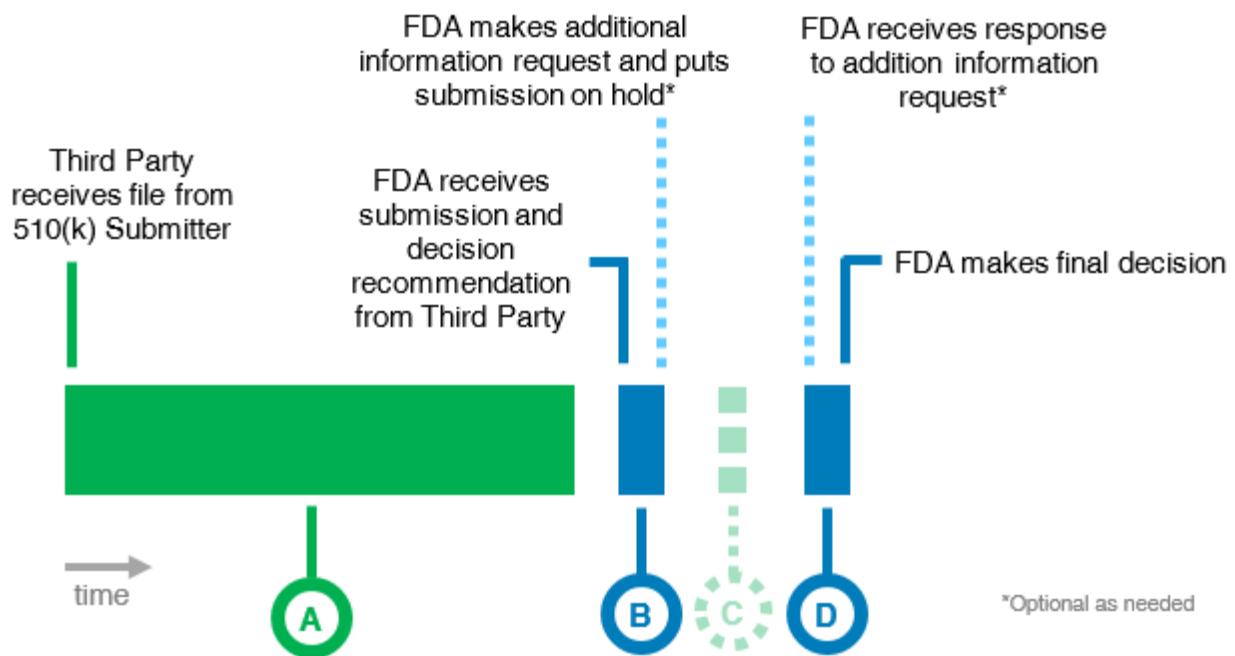 FDA makes additional
information request and puts
submission on hold*
FDA receives response
to addition information
request*
Third Party
receives file from
510(k) Submitter
FDA receives
submission and
decision
recommendation
from Third Party
FDA makes final decision
time
A
B
C
D
*Optional as needed